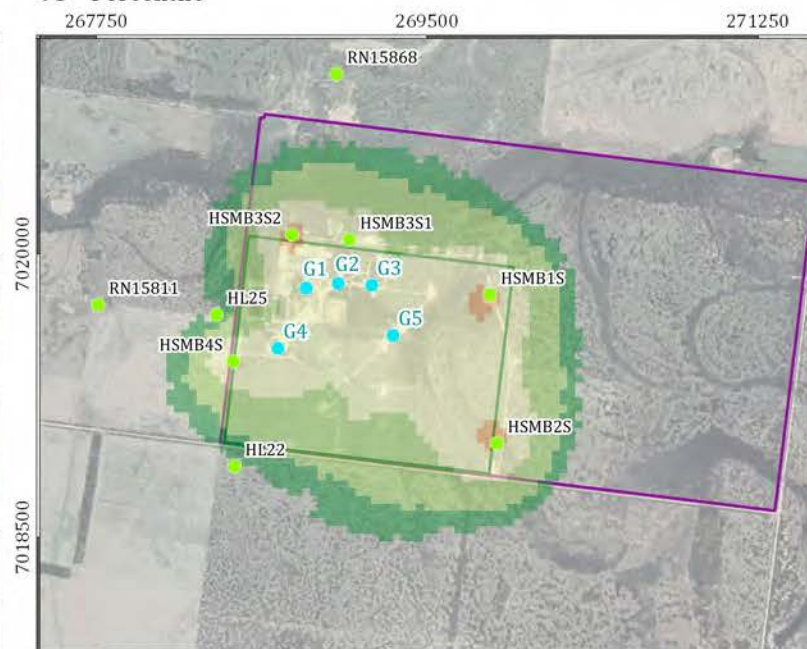 267750
269500
271250
RN15868
HSMB3S2
HSMB3S1
7020000
G1
G2
G3
HSMB1S
RN15811
HL25
G5
HSMB4S
G4
HSMB2S
HL22
7018500